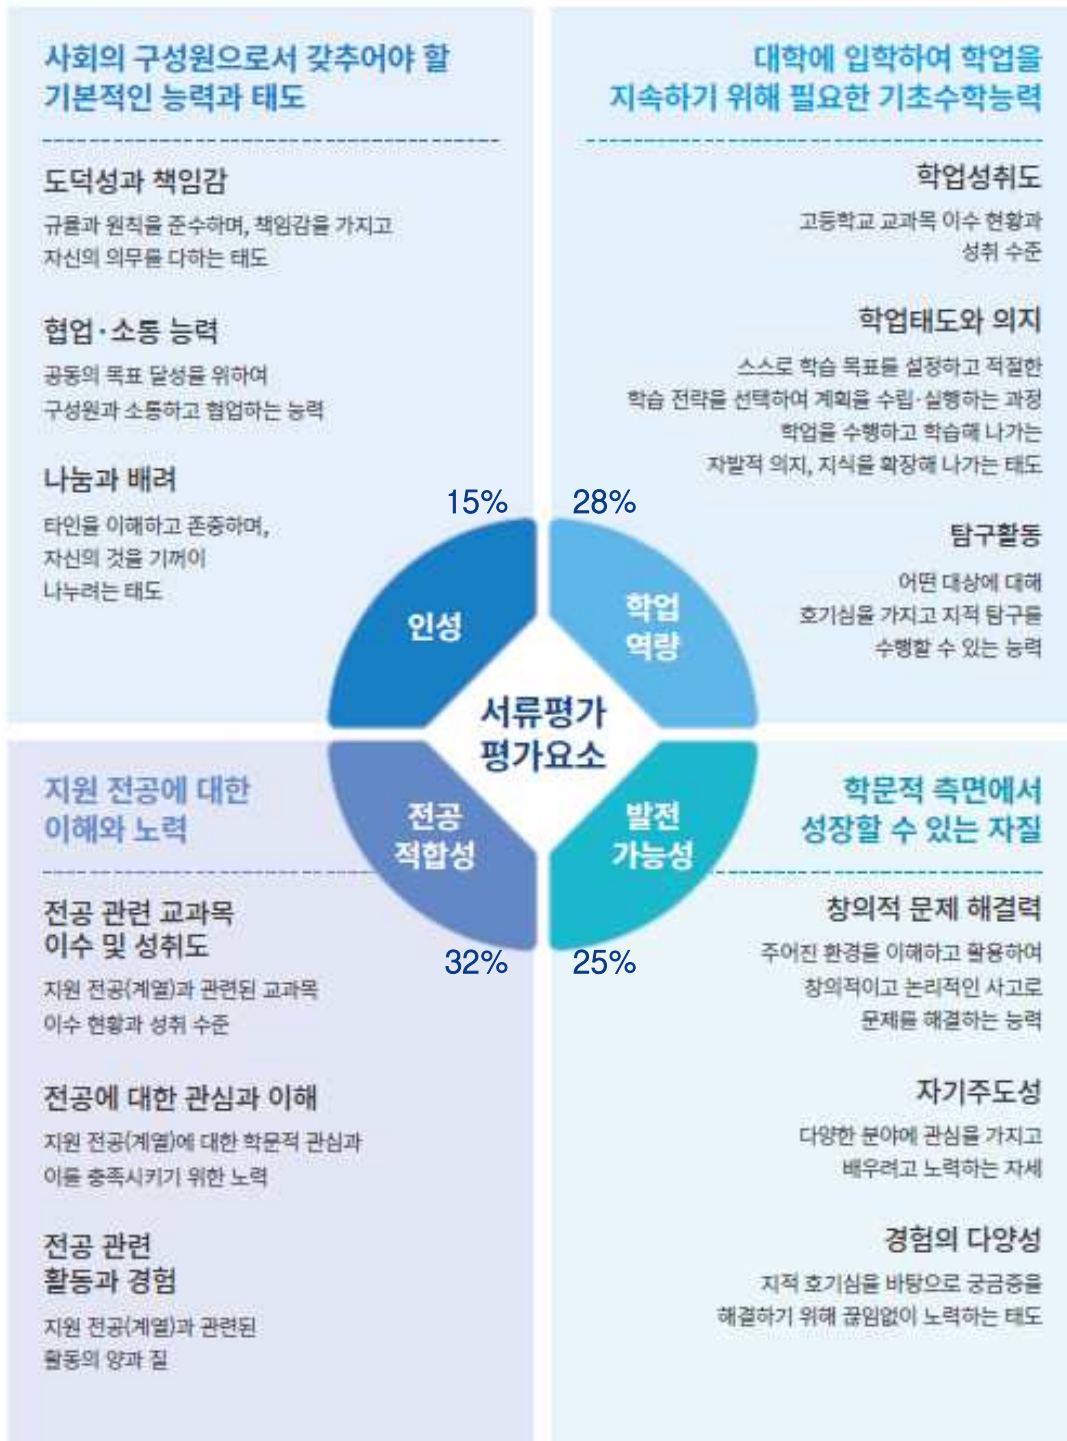 사회의 구성원으로서 갖추어야 할
기본적인 능력과 태도
도덕성과 책임감
규율과 원칙을 준수하며, 책임감을 가지고
자신의 의무를 다하는 태도
협업·소통 능력
공동의 목표 달성을 위하여
구성원과 소통하고 협업하는 능력
나눔과 배려
타인을 이해하고 존중하며,
자신의 것을 기꺼이
나누려는 태도
15%
인성
대학에 입학하여 학업을
지속하기 위해 필요한 기초수학능력
학업성취도
고등학교 교과목 이수 현황과
성취 수준
학업태도와 의지
스스로 학습 목표를 설정하고 적절한
학습 전략을 선택하여 계획을 수립·실행하는 과정
학업을 수행하고 학습해 나가는
자발적 의지, 지식을 확장해 나가는 태도
탐구활동
어떤 대상에 대해
호기심을 가지고 지적 탐구를
수행할 수 있는 능력
28%
학업
역량
서류평가
평가요소
지원 전공에 대한
이해와 노력
전공
적합성
32%
전공 관련 교과목
이수 및 성취도
지원 전공(계열)과 관련된 교과목
이수 현황과 성취 수준
전공에 대한 관심과 이해
지원 전공(계열)에 대한 학문적 관심과
이를 충족시키기 위한 노력
전공 관련
활동과 경험
지원 전공(계열)과 관련된
활동의 양과 질
학문적 측면에서
성장할 수 있는 자질
발전
가능성
25%
창의적 문제 해결력
주어진 환경을 이해하고 활용하여
창의적이고 논리적인 사고로
문제를 해결하는 능력
자기주도성
다양한 분야에 관심을 가지고
배우려고 노력하는 자세
경험의 다양성
지적 호기심을 바탕으로 궁금증을
해결하기 위해 끊임없이 노력하는 태도